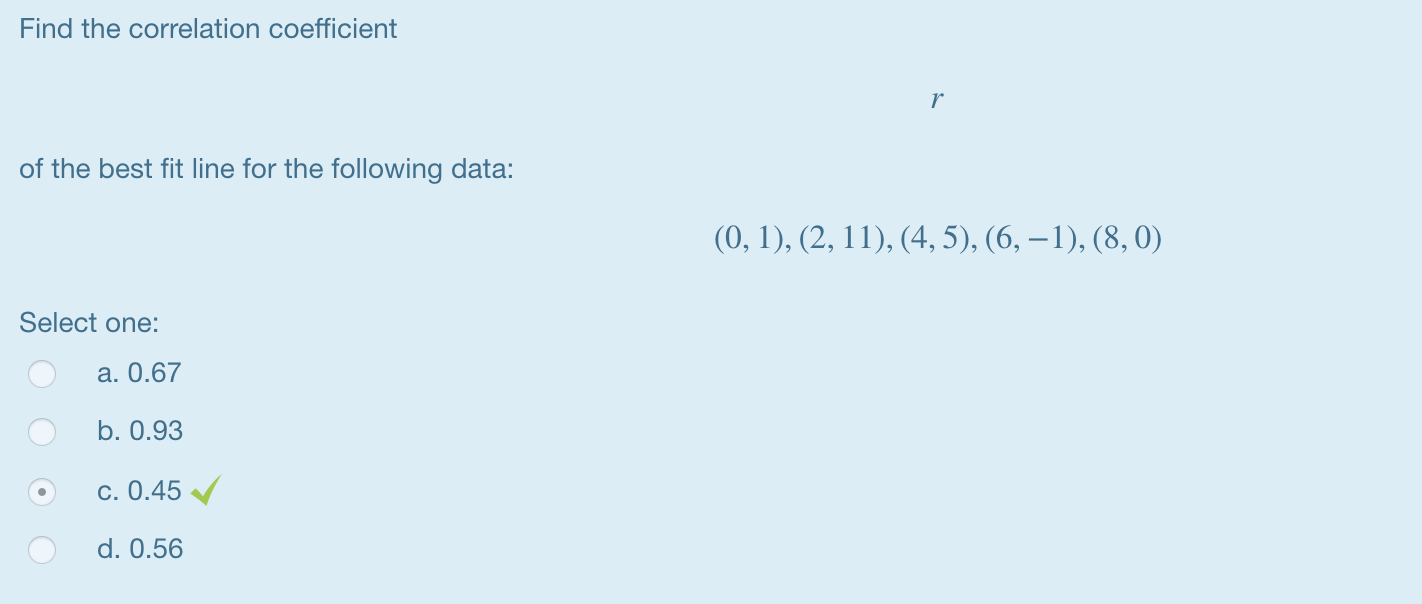 Find the correlation coefficient
r
of the best fit line for the following data:
(0, 1), (2, 11), (4, 5), (6, −1), (8, 0)
Select one:
a. 0.67
b. 0.93
c. 0.45
d. 0.56